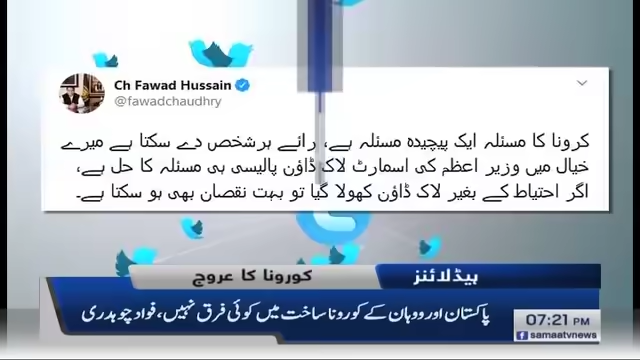 Ch Fawad Hussain
@fawadchaudhry
کرونا کا مسئلہ ایک پیچیدہ مسئلہ ہے، رائے ہر شخص دے سکتا ہے میرے
خیال میں وزیر اعظم کی اسمارٹ لاک ڈاؤن پالیسی ہی مسئلہ کا حل ہے،
اگر احتیاط کے بغیر لاک ڈاؤن کھولا گیا تو بہت نقصان بھی ہو سکتا ہے۔
ہیڈلائنز
کورونا کا عروج
پاکستان اور ووہان کے کورونا ساخت میں کوئی فرق نہیں، فواد چوہدری
07:21 PM
f samaatvnews